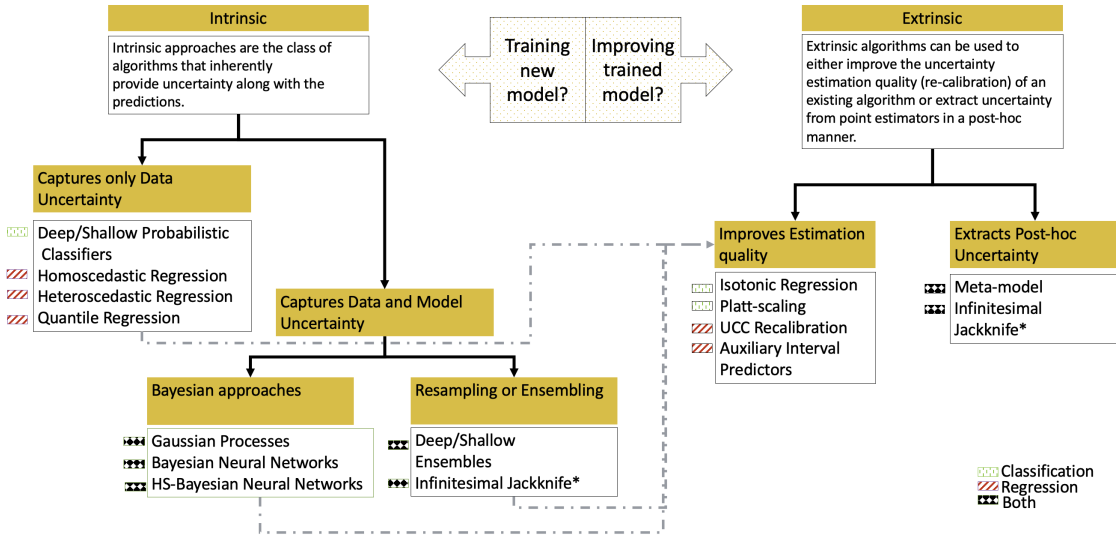 Intrinsic
Intrinsic approaches are the class of
algorithms that inherently
provide uncertainty along with the
predictions.
Training
new
model?
Improving
trained
model?
Extrinsic
Extrinsic algorithms can be used to
either improve the uncertainty
estimation quality (re-calibration) of an
existing algorithm or extract uncertainty
from point estimators in a post-hoc
manner.
Captures only Data
Uncertainty
Deep/Shallow Probabilistic
Classifiers
Homoscedastic Regression
Heteroscedastic Regression
Quantile Regression
Captures Data and Model
Uncertainty
Bayesian approaches
Gaussian Processes
Bayesian Neural Networks
HS-Bayesian Neural Networks
Resampling or Ensembling
Deep/Shallow
Ensembles
Infinitesimal Jackknife*
Improves Estimation
quality
Isotonic Regression
Platt-scaling
UCC Recalibration
Auxiliary Interval
Predictors
Extracts Post-hoc
Uncertainty
Meta-model
Infinitesimal
Jackknife*
Classification
Regression
Both